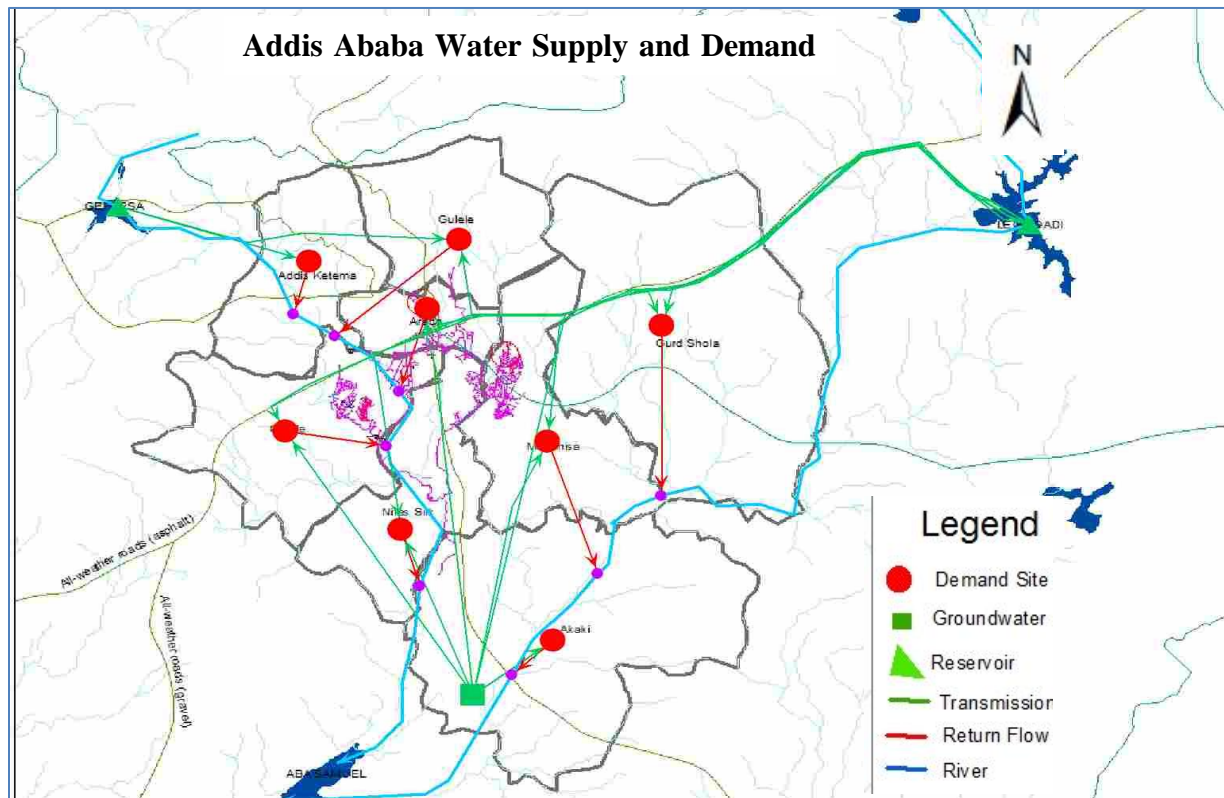 Addis Ababa Water Supply and Demand
N
Gulele
Addis Ketema
Gurd Shola
Akaki
All-weather roads (asphalt)
All-weather roads (gravel)
Legend
Demand Site
Groundwater
Reservoir
Transmission
Return Flow
River